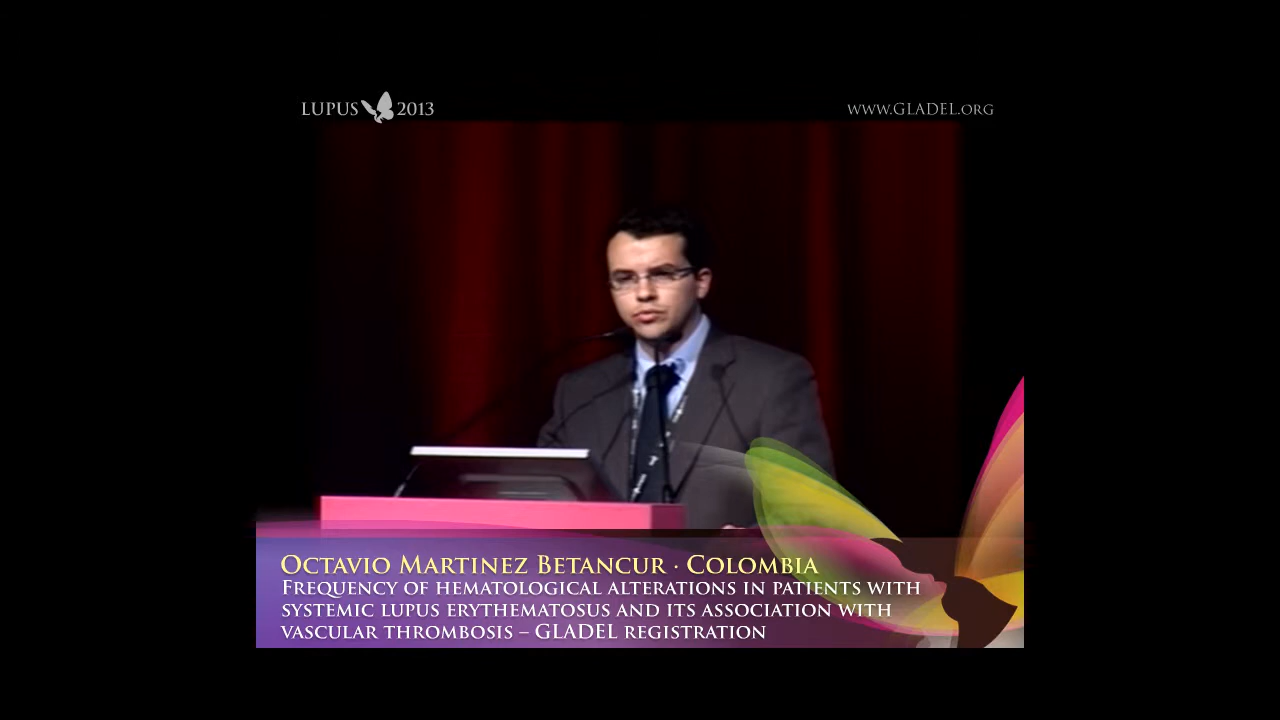 LUPUS 2013
WWW.GLADEL.ORG
OCTAVIO MARTINEZ BETANCUR · COLOMBIA
FREQUENCY OF HEMATOLOGICAL ALTERATIONS IN PATIENTS WITH
SYSTEMIC LUPUS ERYTHEMATOSUS AND ITS ASSOCIATION WITH
VASCULAR THROMBOSIS – GLADEL REGISTRATION